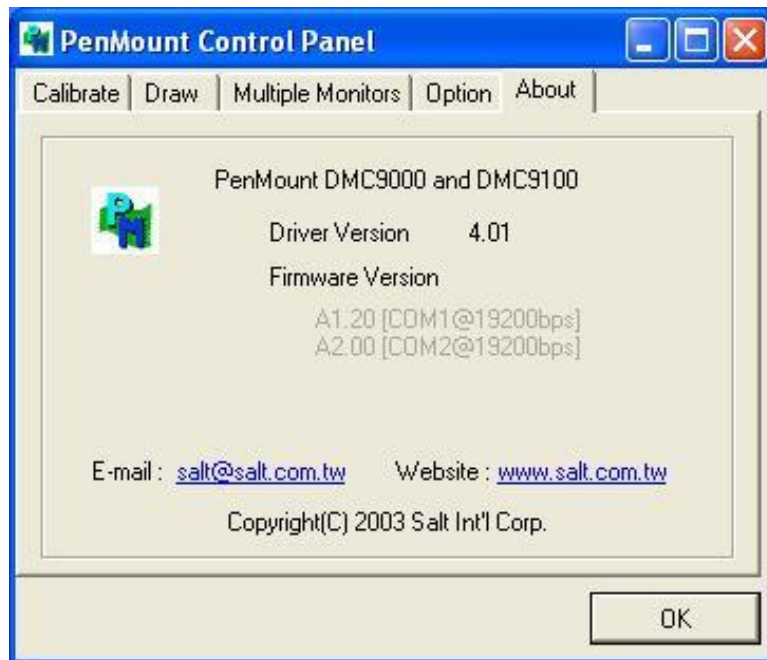 PenMount Control Panel
Calibrate Draw Multiple Monitors Option About
PM
PenMount DMC9000 and DMC9100
Driver Version 4.01
Firmware Version
A1.20 [COM1@19200bps]
A2.00 [COM2@19200bps]
E-mail : salt@salt.com.tw Website : www.salt.com.tw
Copyright(C) 2003 Salt Int'l Corp.
OK